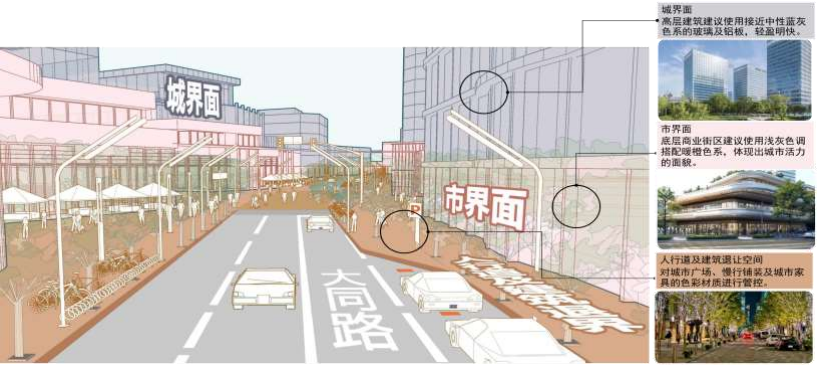 城界面
高层建筑建议使用接近中性蓝灰
色系的玻璃及铝板，轻盈明快。
城界面
市界面
底层商业街区建议使用浅灰色调
搭配暖橙色系，体现出城市活力
的面貌。
市界面
人行道及建筑退让空间
对城市广场、慢行铺装及城市家
具的色彩材质进行管控。
大同路